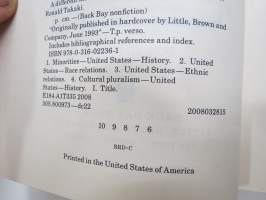 A different
Ronald Takaki.
p. cm — (Back Bay nonfiction)
"Originally published in hardcover by Little, Brown and
Company, June 1993" — T.p. verso.
Includes bibliographical references and index.
ISBN 978-0-316-02236-1
1. Minorities — United States — History. 2. United
States — Race relations. 3. United States — Ethnic
relations. 4. Cultural pluralism — United
States — History. I. Title.
E184.A1T335 2008
305.800973—dc22 2008032815
10 9 8 7 6
RRD-C
Printed in the United States of America